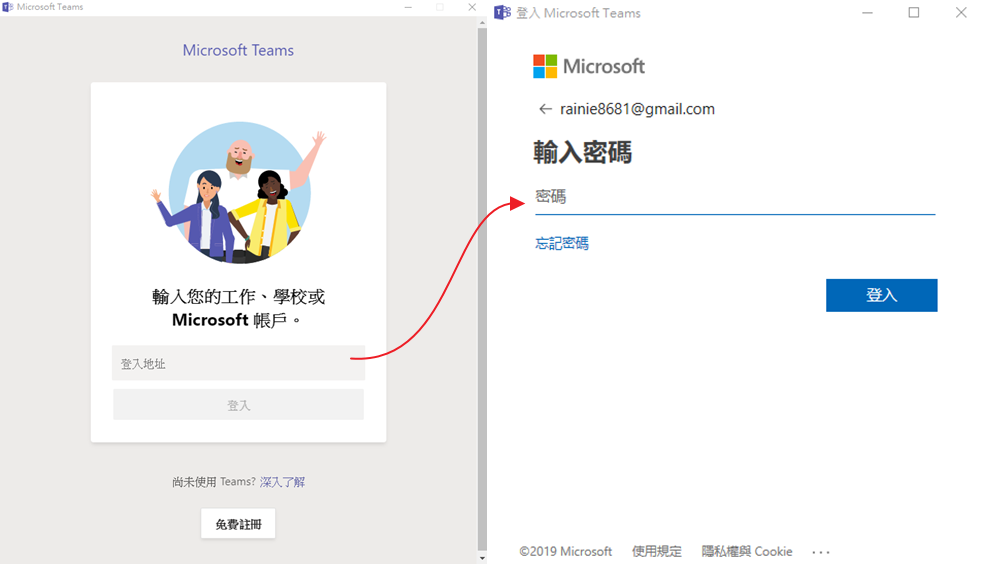 Microsoft Teams
Microsoft Teams
輸入您的工作、學校或
Microsoft 帳戶。
登入地址
登入
尚未使用 Teams? 深入了解
免費註冊
登入 Microsoft Teams
Microsoft
rainie8681@gmail.com
輸入密碼
密碼
忘記密碼
登入
©2019 Microsoft 使用規定 隱私權與 Cookie ...